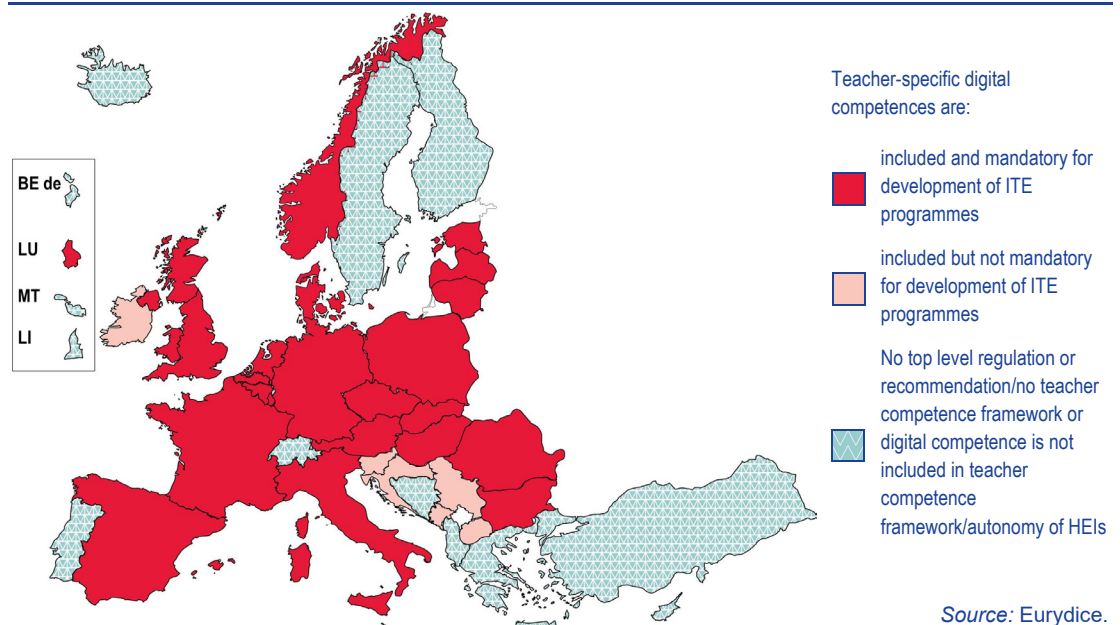 BE de
LU
MT
LI
Teacher-specific digital
competences are:
included and mandatory for
development of ITE
programmes
included but not mandatory
for development of ITE
programmes
No top level regulation or
recommendation/no teacher
competence framework or
digital competence is not
included in teacher
competence
framework/autonomy of HEIs
Source: Eurydice.